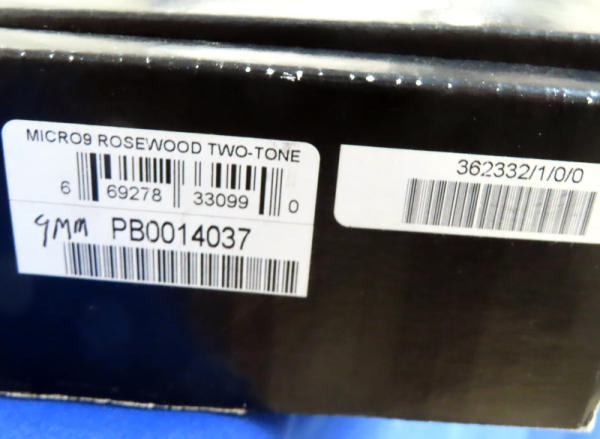 MICRO9 ROSEWOOD TWO-TONE
6 69278 33099 0
9MM PB0014037
362332/1/0/0